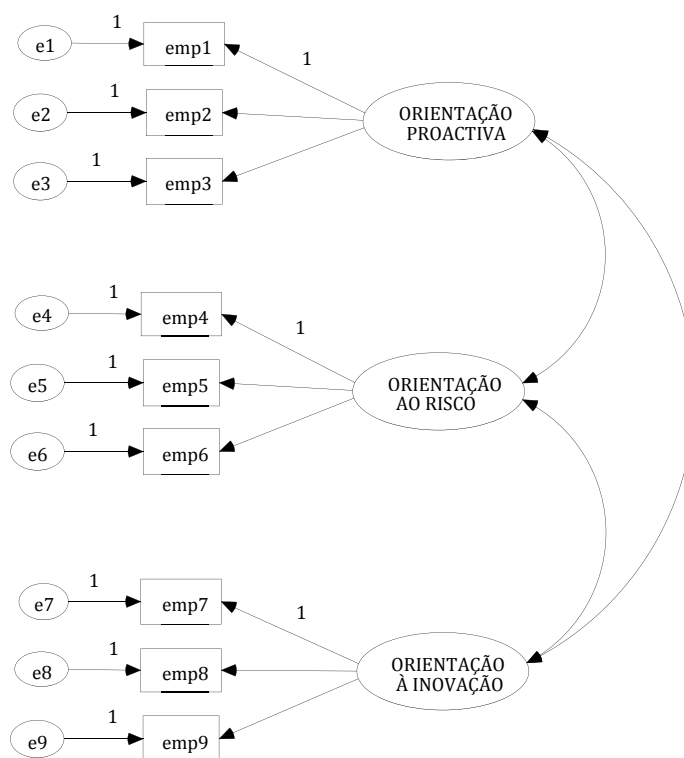 1
e1
emp1
1
1
e2
emp2
ORIENTAÇÃO
PROACTIVA
1
e3
emp3
1
e4
emp4
1
1
e5
emp5
ORIENTAÇÃO
AO RISCO
1
e6
emp6
1
e7
emp7
1
1
e8
emp8
ORIENTAÇÃO
À INOVAÇÃO
1
e9
emp9